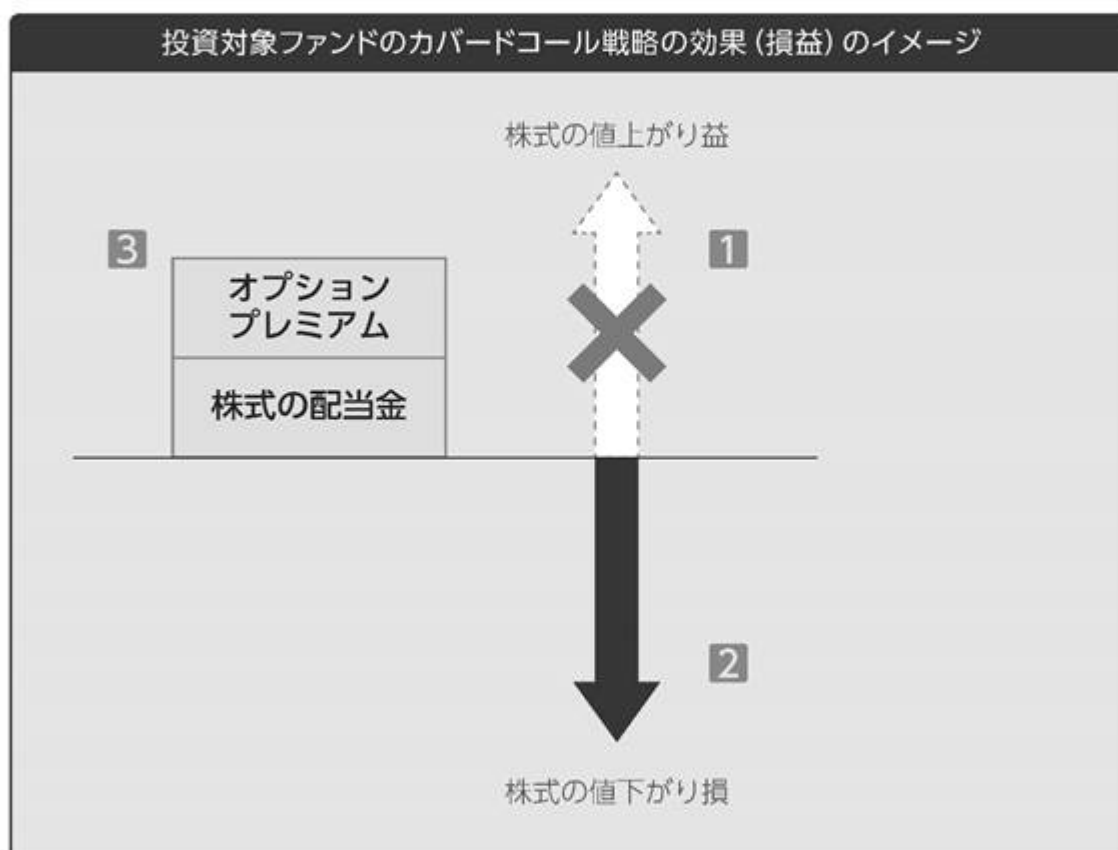 投資対象ファンドのカバードコール戦略の効果（損益）のイメージ
株式の値上がり益
3
1
オプション
プレミアム
株式の配当金
2
株式の値下がり損